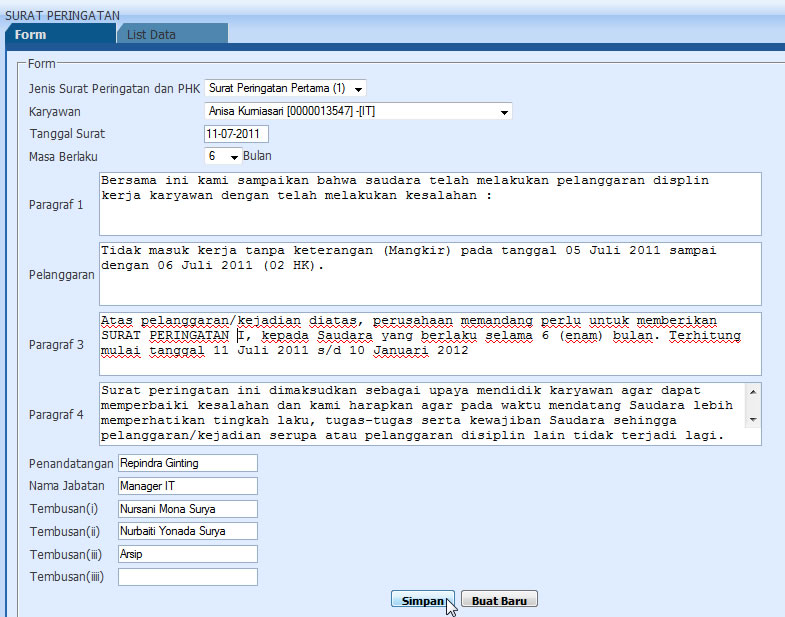 SURAT PERINGATAN
Form
List Data
Form
Jenis Surat Peringatan dan PHK Surat Peringatan Pertama (1)
Karyawan Anisa Kurniasari [0000013547] -[IT]
Tanggal Surat 11-07-2011
Masa Berlaku 6 Bulan
Paragraf 1
Bersama ini kami sampaikan bahwa saudara telah melakukan pelanggaran displin
kerja karyawan dengan telah melakukan kesalahan :
Pelanggaran
Tidak masuk kerja tanpa keterangan (Mangkir) pada tanggal 05 Juli 2011 sampai
dengan 06 Juli 2011 (02 HK).
Paragraf 3
Atas pelanggaran/kejadian diatas, perusahaan memandang perlu untuk memberikan
SURAT PERINGATAN I, kepada Saudara yang berlaku selama 6 (enam) bulan. Terhitung
mulai tanggal 11 Juli 2011 s/d 10 Januari 2012
Paragraf 4
Surat peringatan ini dimaksudkan sebagai upaya mendidik karyawan agar dapat
memperbaiki kesalahan dan kami harapkan agar pada waktu mendatang Saudara lebih
memperhatikan tingkah laku, tugas-tugas serta kewajiban Saudara sehingga
pelanggaran/kejadian serupa atau pelanggaran disiplin lain tidak terjadi lagi.
Penandatangan Repindra Ginting
Nama Jabatan Manager IT
Tembusan(i) Nursani Mona Surya
Tembusan(ii) Nurbaiti Yonada Surya
Tembusan(iii) Arsip
Tembusan(iiii)
Simpan Buat Baru